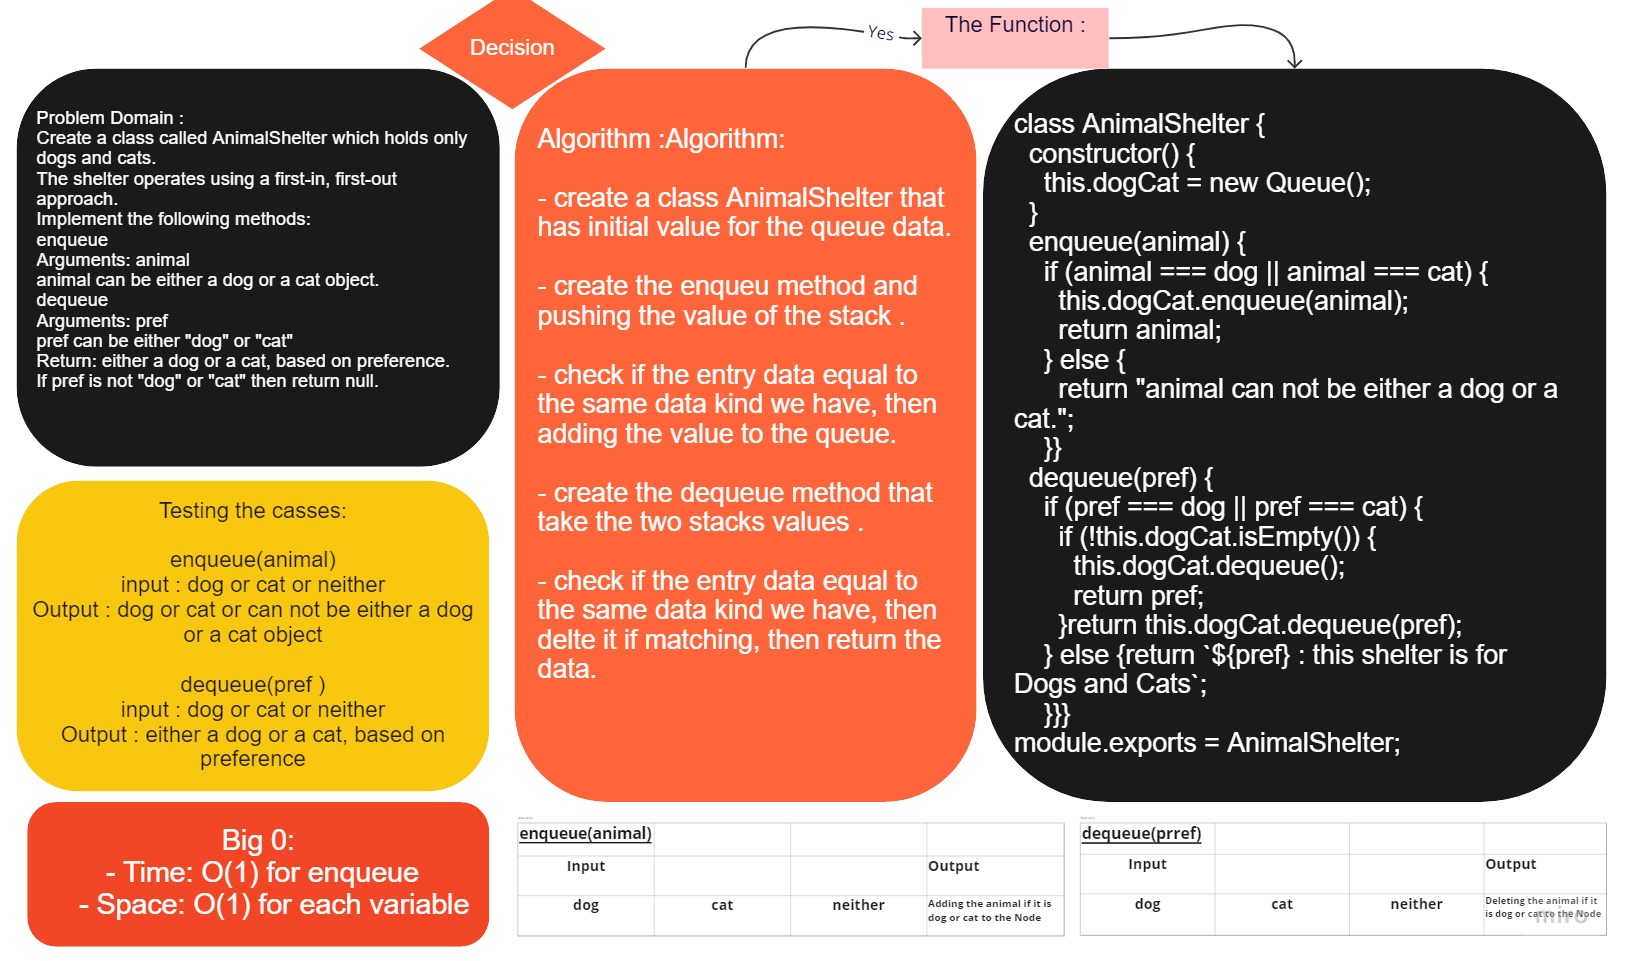 Decision
Yes
The Function :
Problem Domain :
Create a class called AnimalShelter which holds only
dogs and cats.
The shelter operates using a first-in, first-out
approach.
Implement the following methods:
enqueue
Arguments: animal
animal can be either a dog or a cat object.
dequeue
Arguments: pref
pref can be either "dog" or "cat"
Return: either a dog or a cat, based on preference.
If pref is not "dog" or "cat" then return null.
Testing the casses:
enqueue(animal)
input : dog or cat or neither
Output : dog or cat or can not be either a dog
or a cat object
dequeue(pref )
input : dog or cat or neither
Output : either a dog or a cat, based on
preference
Big 0:
- Time: O(1) for enqueue
- Space: O(1) for each variable
Algorithm :Algorithm:
- create a class AnimalShelter that
has initial value for the queue data.
- create the enqueu method and
pushing the value of the stack .
- check if the entry data equal to
the same data kind we have, then
adding the value to the queue.
- create the dequeue method that
take the two stacks values .
- check if the entry data equal to
the same data kind we have, then
delte it if matching, then return the
data.
class AnimalShelter {
constructor() {
this.dogCat = new Queue();
}
enqueue(animal) {
if (animal === dog || animal === cat) {
this.dogCat.enqueue(animal);
return animal;
} else {
return "animal can not be either a dog or a
cat.";
}}
dequeue(pref) {
if (pref === dog || pref === cat) {
if (!this.dogCat.isEmpty()) {
this.dogCat.dequeue();
return pref;
}return this.dogCat.dequeue(pref);
} else {return `${pref} : this shelter is for
Dogs and Cats`;
}}}
module.exports = AnimalShelter;
enqueue(animal)
Input Output
dog cat neither Adding the animal if it is
dog or cat to the Node
dequeue(prref)
Input Output
dog cat neither Deleting the animal if it
is dog or cat to the Node
miro